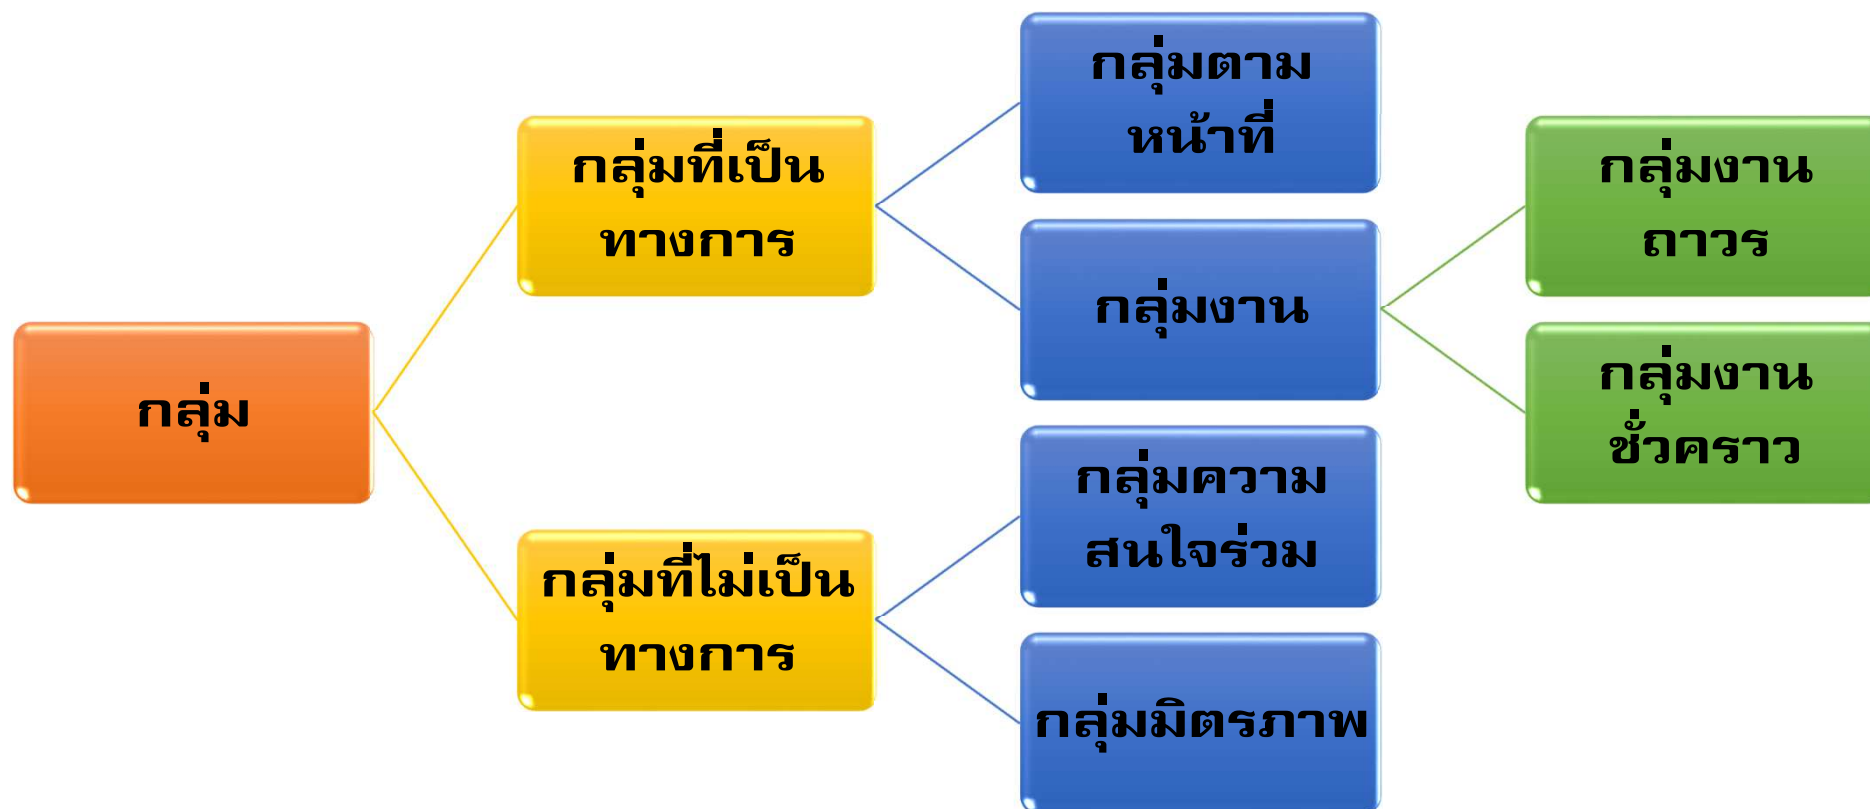 กลุ่ม
กลุ่มที่เป็น
ทางการ
กลุ่มตาม
หน้าที่
กลุ่มงาน
กลุ่มงาน
ถาวร
กลุ่มงาน
ชั่วคราว
กลุ่มที่ไม่เป็น
ทางการ
กลุ่มความ
สนใจร่วม
กลุ่มมิตรภาพ